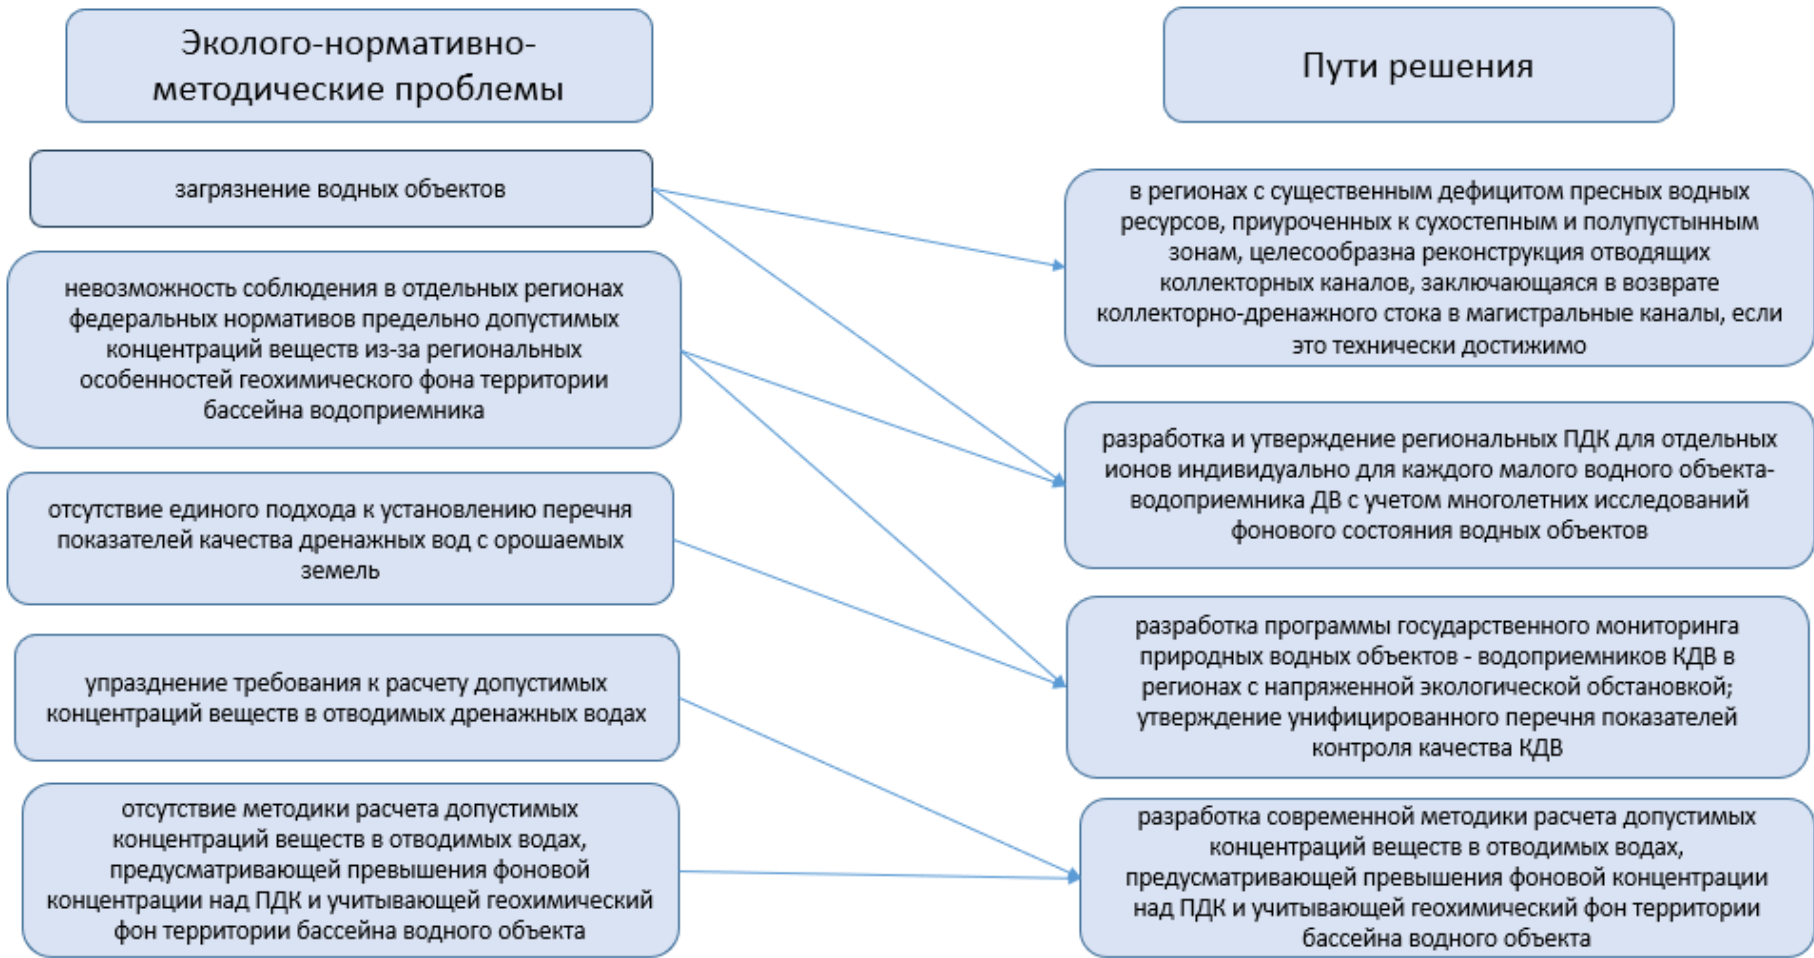 Эколого-нормативно-
методические проблемы
загрязнение водных объектов
невозможность соблюдения в отдельных регионах
федеральных нормативов предельно допустимых
концентраций веществ из-за региональных
особенностей геохимического фона территории
бассейна водоприемника
отсутствие единого подхода к установлению перечня
показателей качества дренажных вод с орошаемых
земель
упразднение требования к расчету допустимых
концентраций веществ в отводимых дренажных водах
отсутствие методики расчета допустимых
концентраций веществ в отводимых водах,
предусматривающей превышения фоновой
концентрации над ПДК и учитывающей геохимический
фон территории бассейна водного объекта
Пути решения
в регионах с существенным дефицитом пресных водных
ресурсов, приуроченных к сухостепным и полупустынным
зонам, целесообразна реконструкция отводящих
коллекторных каналов, заключающаяся в возврате
коллекторно-дренажного стока в магистральные каналы, если
это технически достижимо
разработка и утверждение региональных ПДК для отдельных
ионов индивидуально для каждого малого водного объекта-
водоприемника ДВ с учетом многолетних исследований
фонового состояния водных объектов
разработка программы государственного мониторинга
природных водных объектов - водоприемников КДВ в
регионах с напряженной экологической обстановкой;
утверждение унифицированного перечня показателей
контроля качества КДВ
разработка современной методики расчета допустимых
концентраций веществ в отводимых водах,
предусматривающей превышения фоновой концентрации
над ПДК и учитывающей геохимический фон территории
бассейна водного объекта